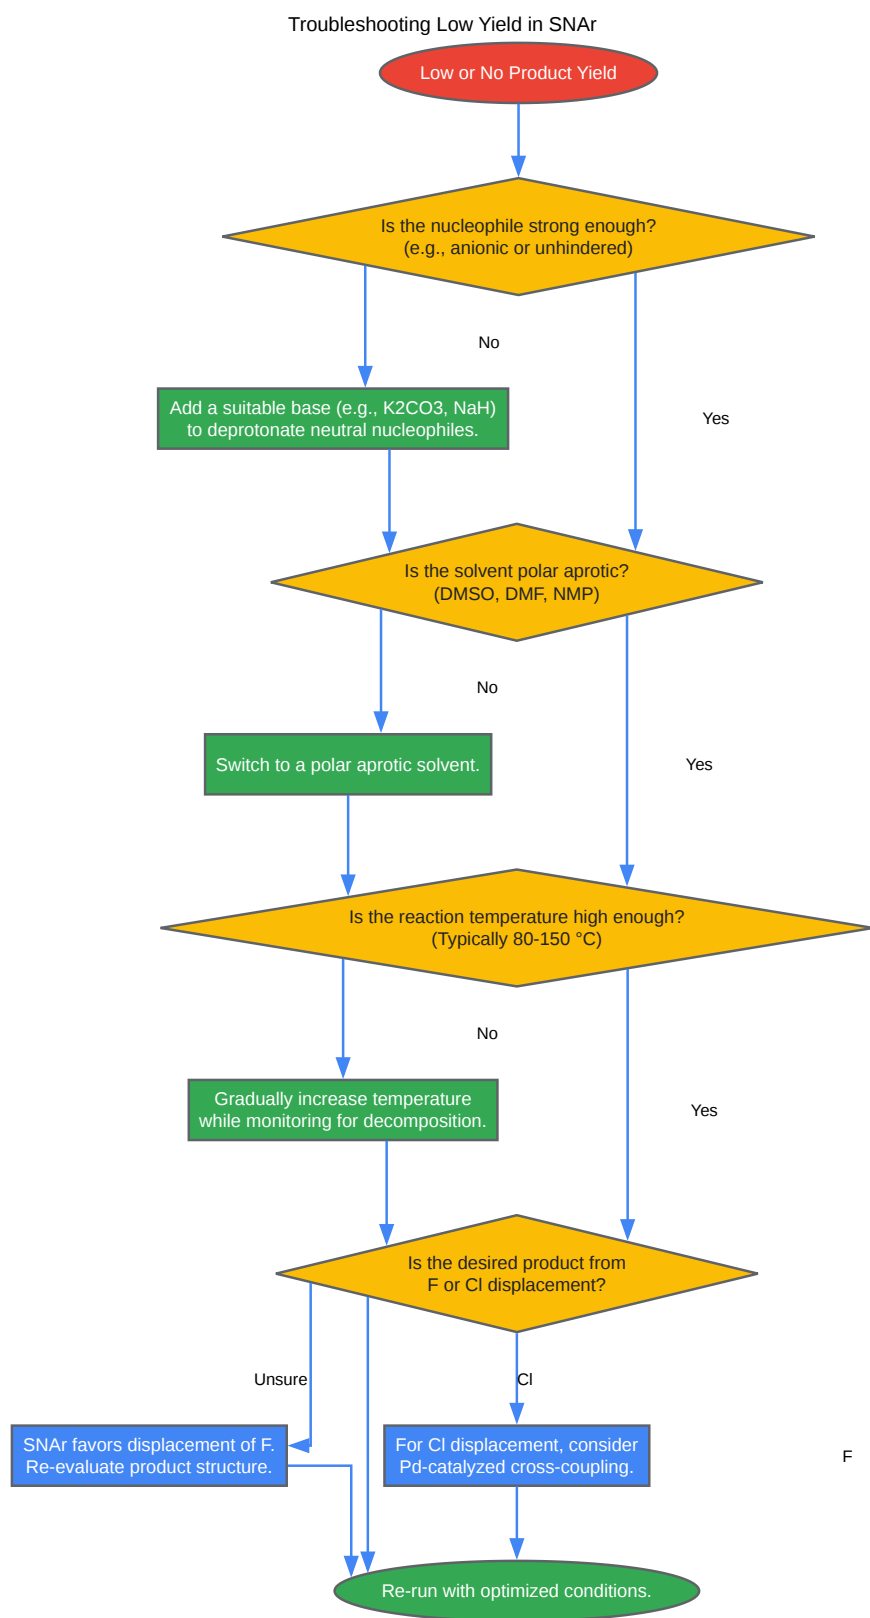 Troubleshooting Low Yield in SNAr
Low or No Product Yield
Is the nucleophile strong enough?
(e.g., anionic or unhindered)
No
Add a suitable base (e.g., K2CO3, NaH)
to deprotonate neutral nucleophiles.
Yes
Is the solvent polar aprotic?
(DMSO, DMF, NMP)
No
Switch to a polar aprotic solvent.
Yes
Is the reaction temperature high enough?
(Typically 80-150 °C)
No
Gradually increase temperature
while monitoring for decomposition.
Yes
Is the desired product from
F or Cl displacement?
Unsure
Cl
SNAr favors displacement of F.
Re-evaluate product structure.
For Cl displacement, consider
Pd-catalyzed cross-coupling.
F
Re-run with optimized conditions.